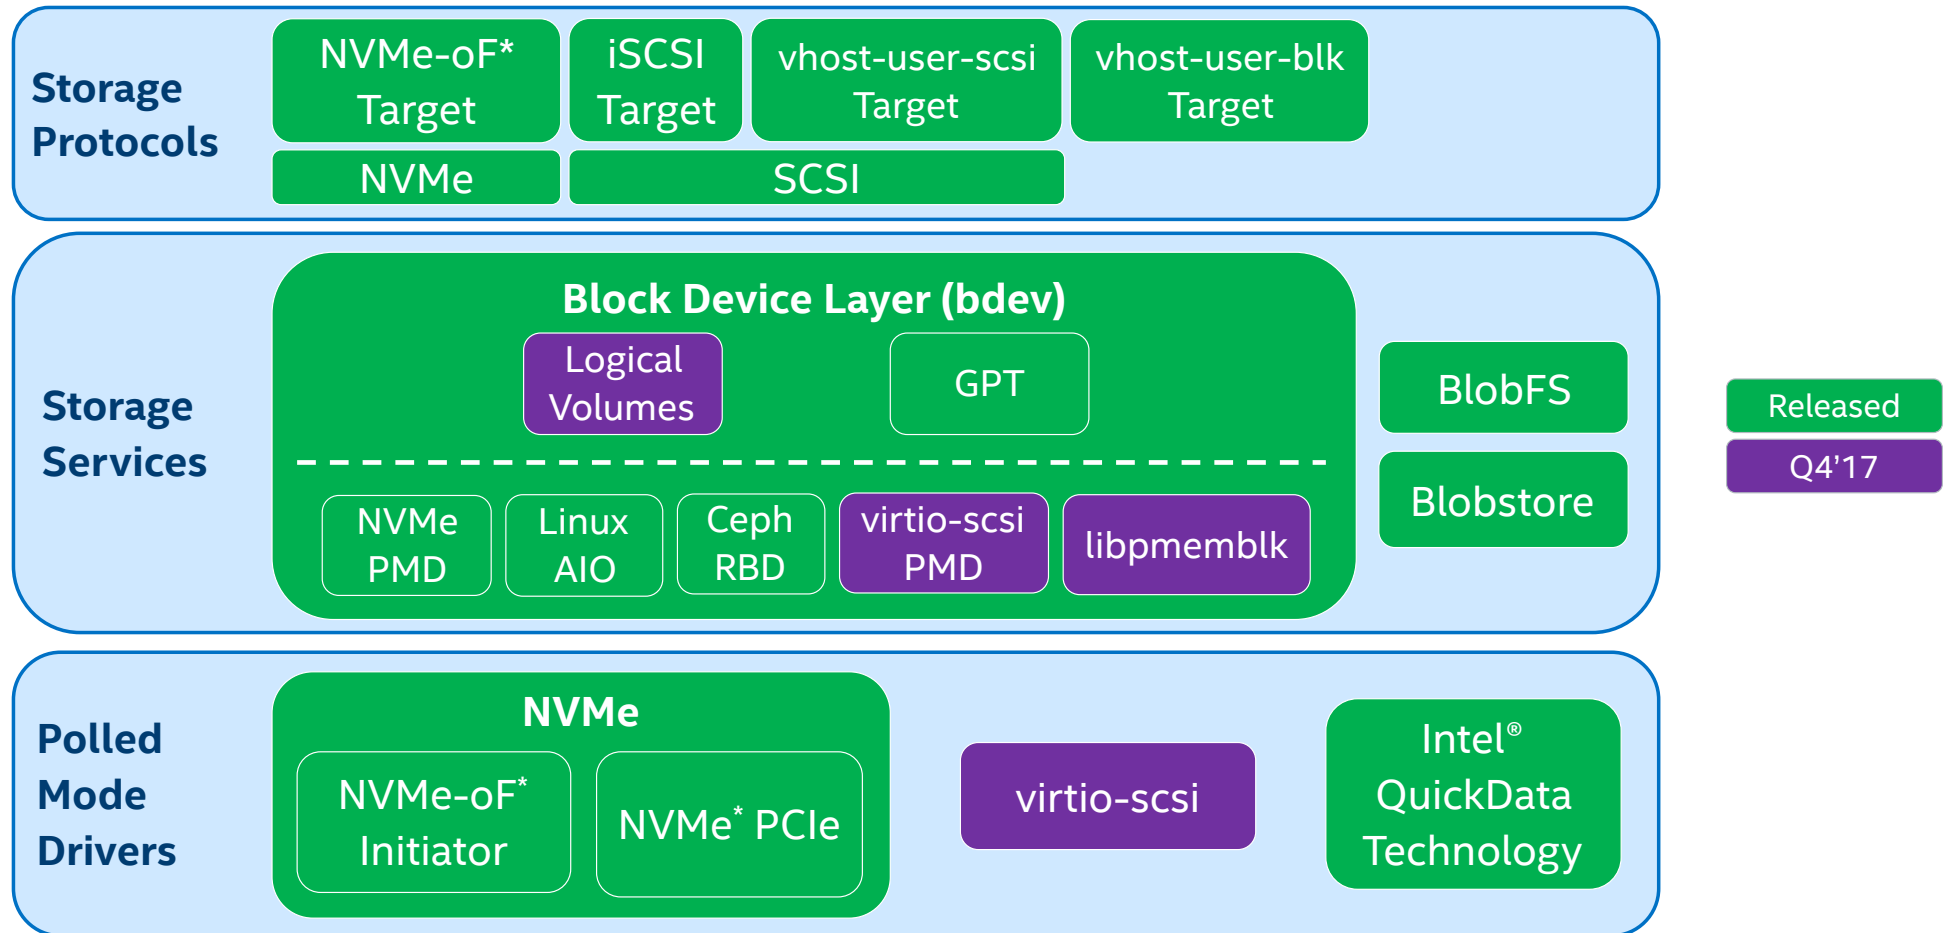 Storage
Protocols
NVMe-oF*
Target
iSCSI
Target
vhost-user-scsi
Target
vhost-user-blk
Target
NVMe
SCSI
Storage
Services
Block Device Layer (bdev)
Logical
Volumes
GPT
NVMe
PMD
Linux
AIO
Ceph
RBD
virtio-scsi
PMD
libpmemblk
BlobFS
Blobstore
Released
Q4’17
Polled
Mode
Drivers
NVMe
NVMe-oF*
Initiator
NVMe* PCIe
virtio-scsi
Intel®
QuickData
Technology